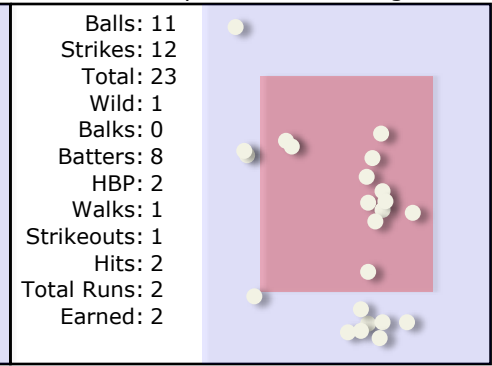 Balls: 11
Strikes: 12
Total: 23
Wild: 1
Balks: 0
Batters: 8
HBP: 2
Walks: 1
Strikeouts: 1
Hits: 2
Total Runs: 2
Earned: 2